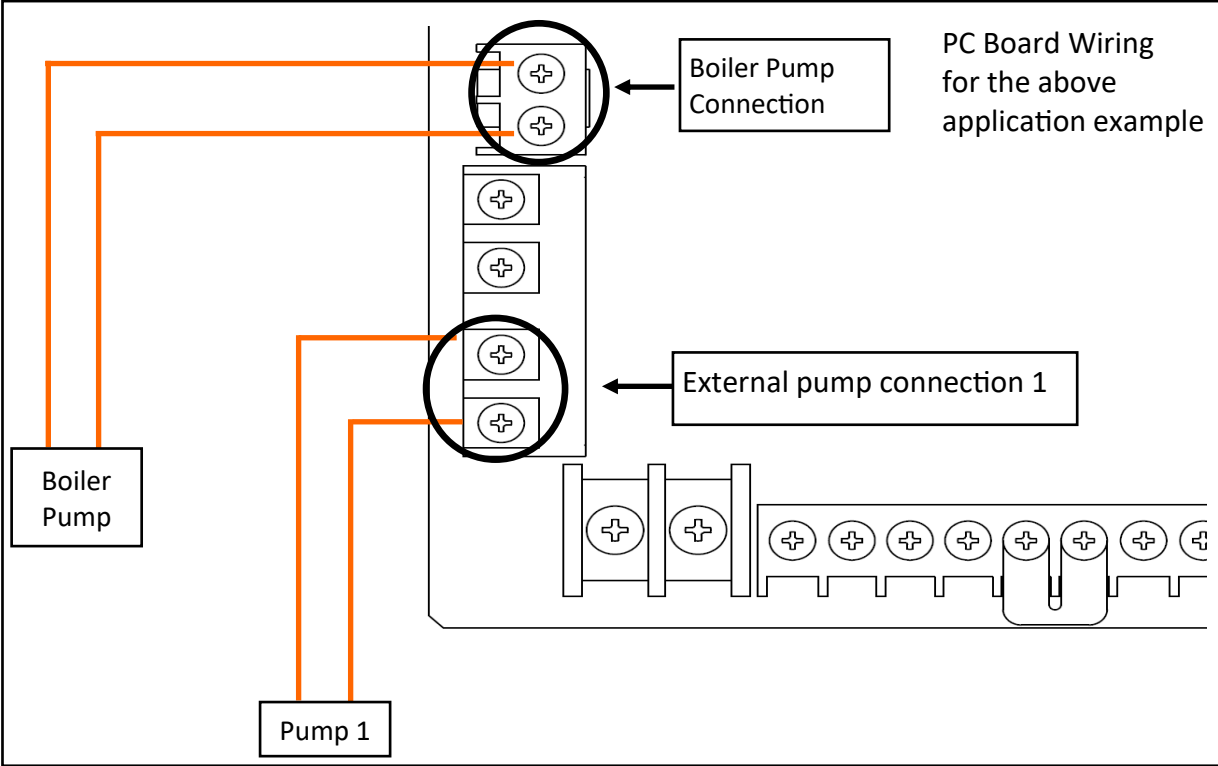 Boiler Pump
Connection
PC Board Wiring
for the above
application example
External pump connection 1
Boiler
Pump
Pump 1